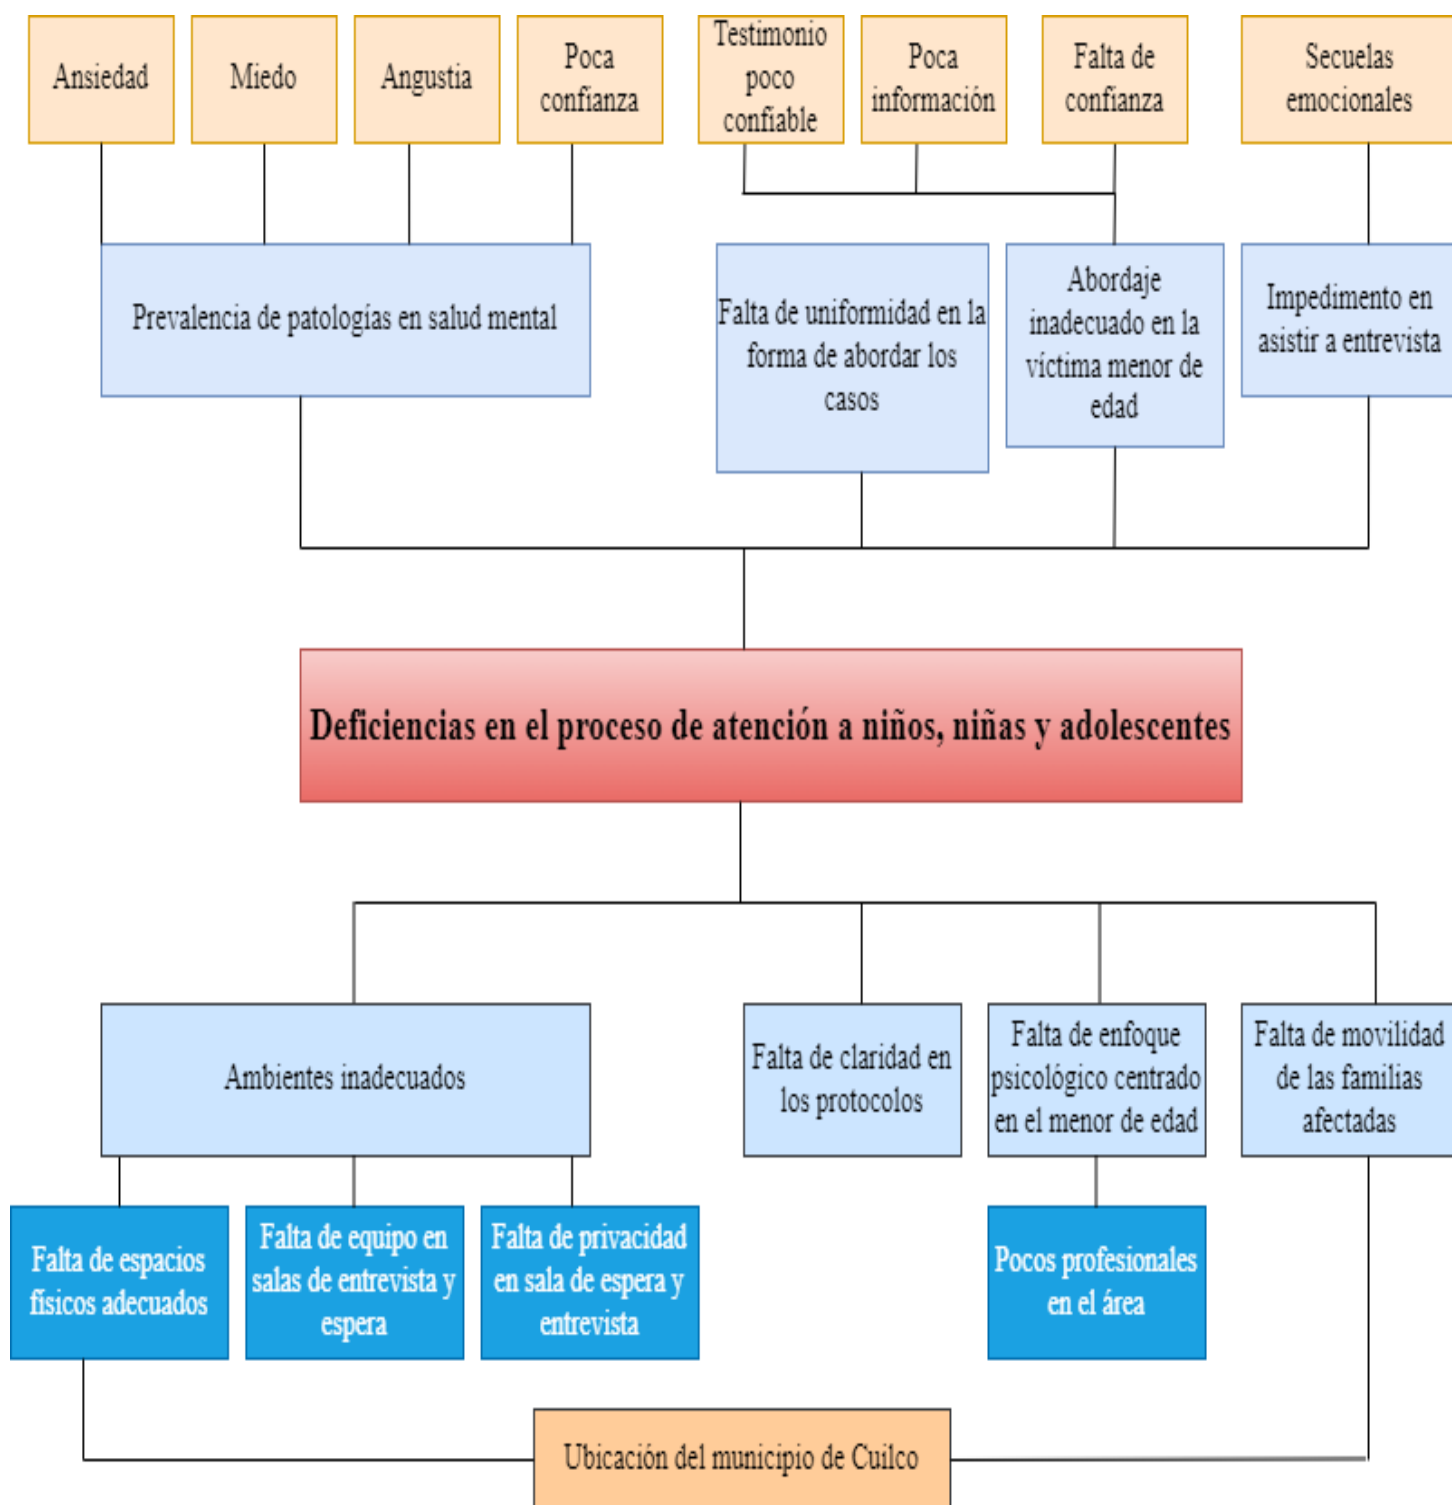 Ansiedad
Miedo
Angustia
Poca
confianza
Testimonio
poco
confiable
Poca
información
Falta de
confianza
Secuelas
emocionales
Prevalencia de patologías en salud mental
Falta de uniformidad en la
forma de abordar los
casos
Abordaje
inadecuado en la
víctima menor de
edad
Impedimento en
asistir a entrevista
Deficiencias en el proceso de atención a niños, niñas y adolescentes
Ambientes inadecuados
Falta de claridad en
los protocolos
Falta de enfoque
psicológico centrado
en el menor de edad
Falta de movilidad
de las familias
afectadas
Falta de espacios
físicos adecuados
Falta de equipo en
salas de entrevista y
espera
Falta de privacidad
en sala de espera y
entrevista
Pocos profesionales
en el área
Ubicación del municipio de Cuilco